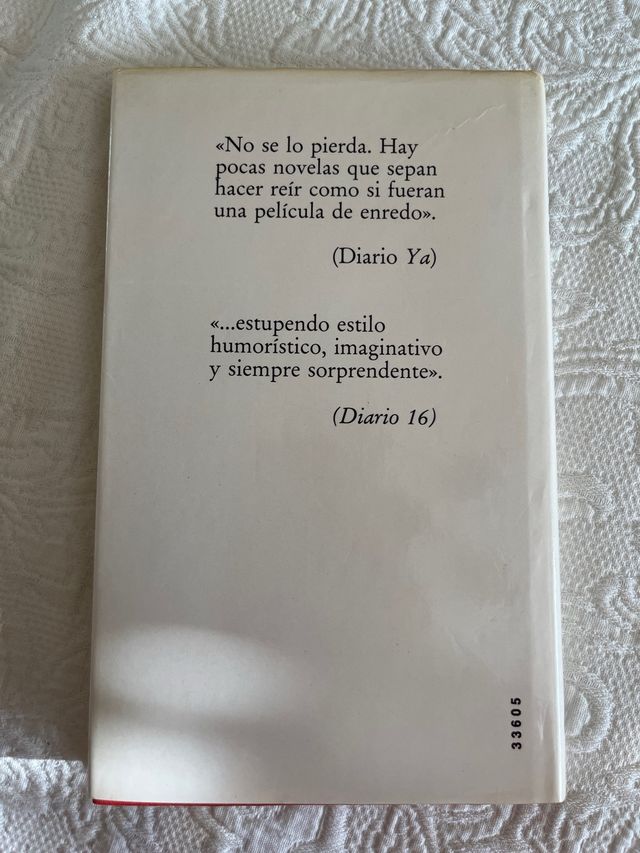 «No se lo pierda. Hay
pocas novelas que sepan
hacer reír como si fueran
una película de enredo».
(Diario Ya)
«...estupendo estilo
humorístico, imaginativo
y siempre sorprendente».
(Diario 16)
33605